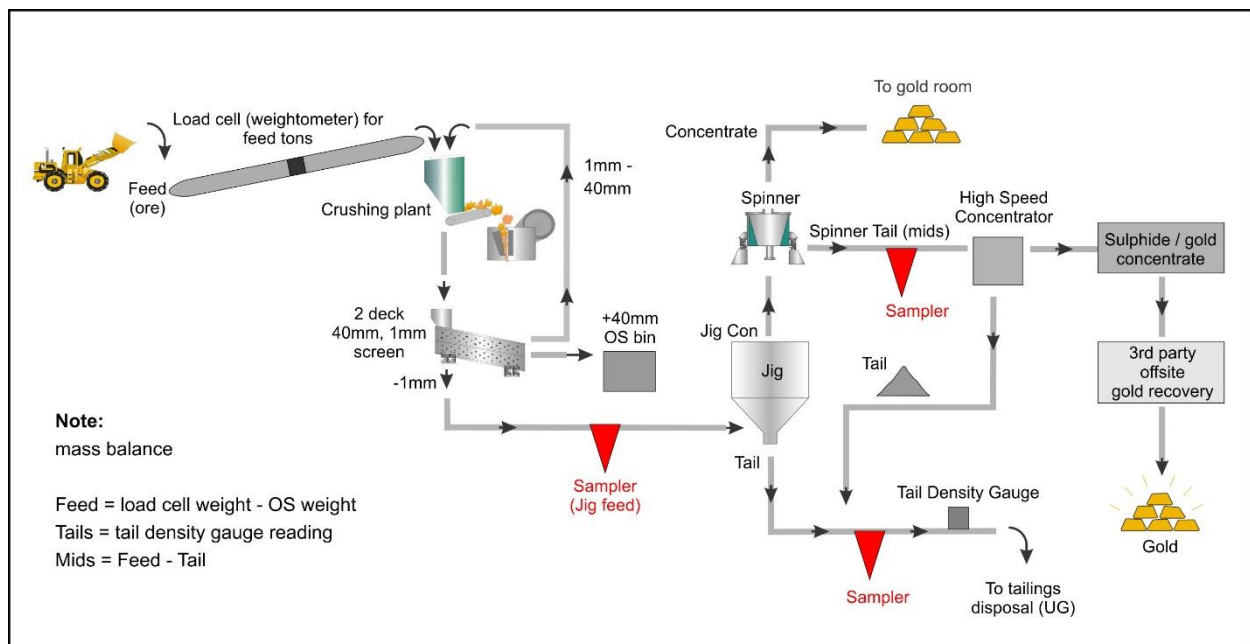 To gold room
Load cell (weightometer) for
feed tons
Concentrate
1mm -
40mm
Feed
(ore)
Crushing plant
Spinner
High Speed
Concentrator
Spinner Tail (mids)
Sulphide / gold
concentrate
Sampler
2 deck
40mm, 1mm
screen
+40mm
OS bin
Jig Con
Jig
Tail
3rd party
offsite
gold recovery
-1mm
Note:
mass balance
Feed = load cell weight - OS weight
Tails = tail density gauge reading
Mids = Feed - Tail
Sampler
(Jig feed)
Tail
Tail Density Gauge
Gold
Sampler
To tailings
disposal (UG)